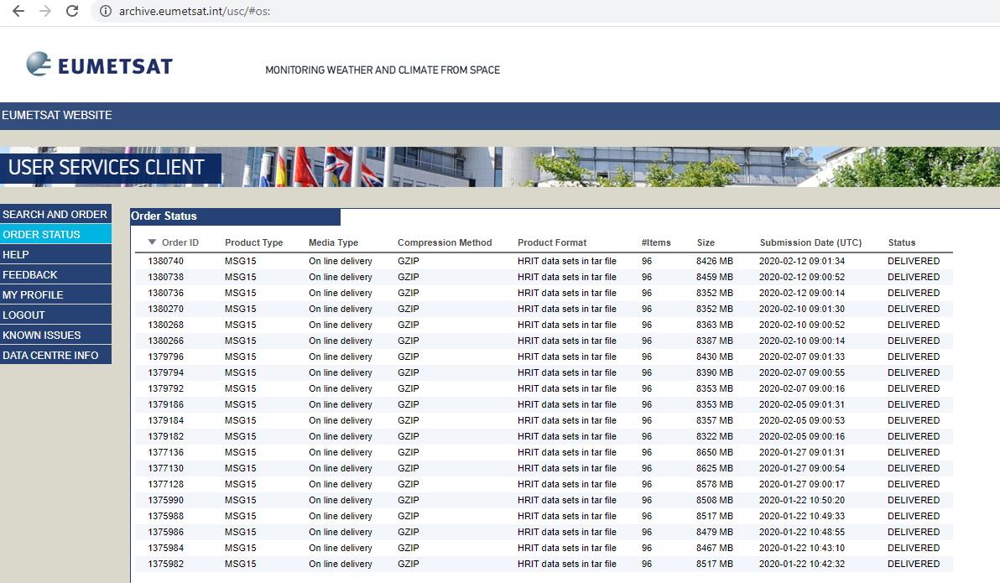 archive.eumetsat.int/usc/#os:
EUMETSAT
MONITORING WEATHER AND CLIMATE FROM SPACE
EUMETSAT WEBSITE
USER SERVICES CLIENT
SEARCH AND ORDER
ORDER STATUS
HELP
FEEDBACK
MY PROFILE
LOGOUT
KNOWN ISSUES
DATA CENTRE INFO
Order Status
Order ID Product Type Media Type Compression Method Product Format #Items Size Submission Date (UTC) Status
1380740 MSG15 On line delivery GZIP HRIT data sets in tar file 96 8426 MB 2020-02-12 09:01:34 DELIVERED
1380738 MSG15 On line delivery GZIP HRIT data sets in tar file 96 8459 MB 2020-02-12 09:00:52 DELIVERED
1380736 MSG15 On line delivery GZIP HRIT data sets in tar file 96 8352 MB 2020-02-12 09:00:14 DELIVERED
1380270 MSG15 On line delivery GZIP HRIT data sets in tar file 96 8352 MB 2020-02-10 09:01:30 DELIVERED
1380268 MSG15 On line delivery GZIP HRIT data sets in tar file 96 8363 MB 2020-02-10 09:00:52 DELIVERED
1380266 MSG15 On line delivery GZIP HRIT data sets in tar file 96 8387 MB 2020-02-10 09:00:14 DELIVERED
1379796 MSG15 On line delivery GZIP HRIT data sets in tar file 96 8430 MB 2020-02-07 09:01:33 DELIVERED
1379794 MSG15 On line delivery GZIP HRIT data sets in tar file 96 8390 MB 2020-02-07 09:00:55 DELIVERED
1379792 MSG15 On line delivery GZIP HRIT data sets in tar file 96 8353 MB 2020-02-07 09:00:16 DELIVERED
1379186 MSG15 On line delivery GZIP HRIT data sets in tar file 96 8353 MB 2020-02-05 09:01:31 DELIVERED
1379184 MSG15 On line delivery GZIP HRIT data sets in tar file 96 8357 MB 2020-02-05 09:00:53 DELIVERED
1379182 MSG15 On line delivery GZIP HRIT data sets in tar file 96 8322 MB 2020-02-05 09:00:16 DELIVERED
1377136 MSG15 On line delivery GZIP HRIT data sets in tar file 96 8650 MB 2020-01-27 09:01:31 DELIVERED
1377130 MSG15 On line delivery GZIP HRIT data sets in tar file 96 8625 MB 2020-01-27 09:00:54 DELIVERED
1377128 MSG15 On line delivery GZIP HRIT data sets in tar file 96 8578 MB 2020-01-27 09:00:17 DELIVERED
1375990 MSG15 On line delivery GZIP HRIT data sets in tar file 96 8508 MB 2020-01-22 10:50:20 DELIVERED
1375988 MSG15 On line delivery GZIP HRIT data sets in tar file 96 8517 MB 2020-01-22 10:49:33 DELIVERED
1375986 MSG15 On line delivery GZIP HRIT data sets in tar file 96 8479 MB 2020-01-22 10:48:55 DELIVERED
1375984 MSG15 On line delivery GZIP HRIT data sets in tar file 96 8467 MB 2020-01-22 10:43:10 DELIVERED
1375982 MSG15 On line delivery GZIP HRIT data sets in tar file 96 8517 MB 2020-01-22 10:42:32 DELIVERED